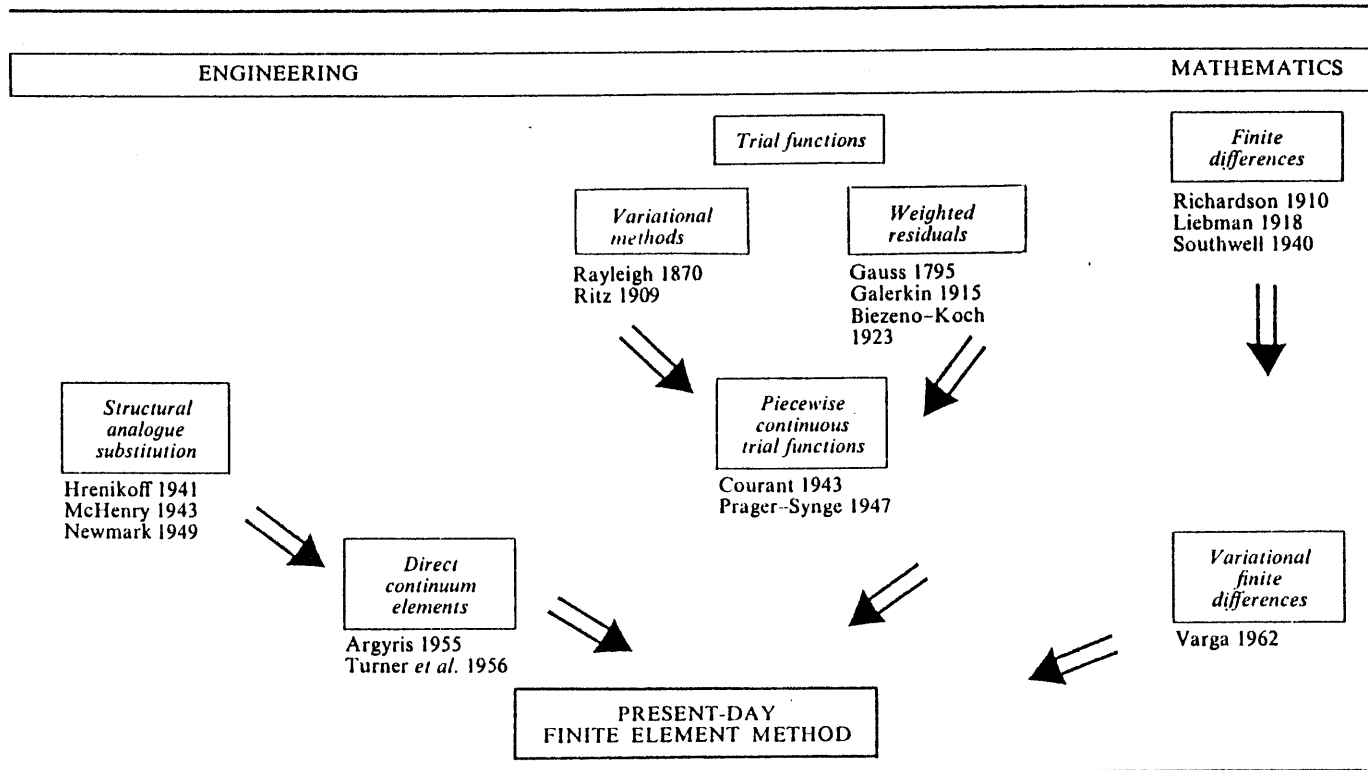 ENGINEERING
MATHEMATICS
Trial functions
Finite
differences
Richardson 1910
Liebman 1918
Southwell 1940
Variational
methods
Rayleigh 1870
Ritz 1909
Weighted
residuals
Gauss 1795
Galerkin 1915
Biezeno–Koch
1923
Structural
analogue
substitution
Hrenikoff 1941
McHenry 1943
Newmark 1949
Piecewise
continuous
trial functions
Courant 1943
Prager–Synge 1947
Direct
continuum
elements
Argyris 1955
Turner et al. 1956
Variational
finite
differences
Varga 1962
PRESENT-DAY
FINITE ELEMENT METHOD